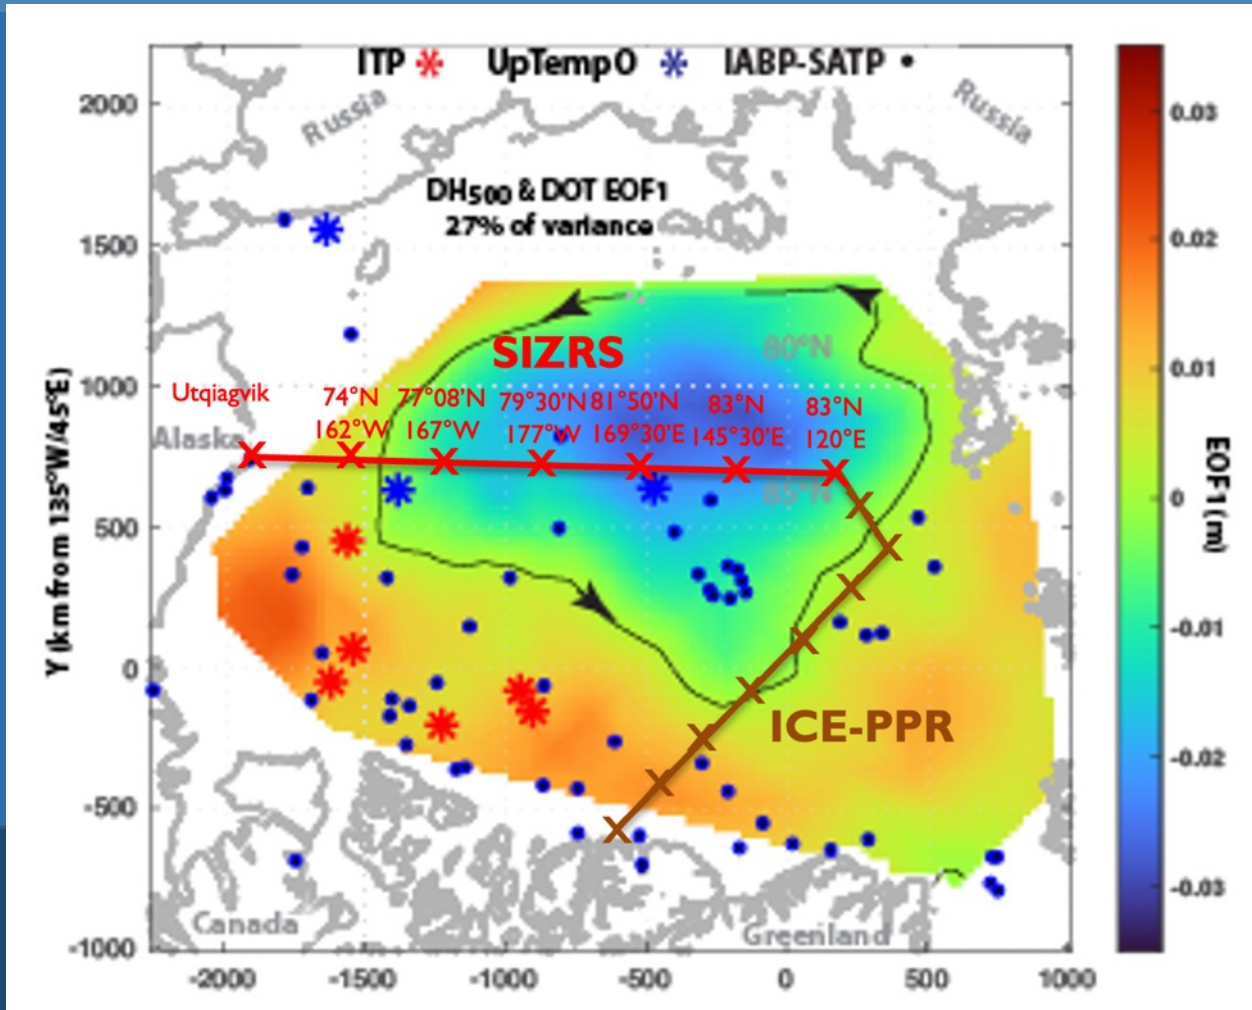 ITP UpTempO IABP-SATP
Russia
Russia
DH500 & DOT EOF1
27% of variance
SIZRS
80°N
Utqiagvik
74°N
162°W
77°08'N
167°W
79°30'N
177°W
81°50'N
169°30'E
83°N
145°30'E
83°N
120°E
Alaska
85°N
ICE-PPR
Canada
Greenland
Y (km from 135°W/45°E)
2000
1500
1000
500
0
-500
-1000
-2000
-1500
-1000
-500
0
500
1000
0.03
0.02
0.01
0
-0.01
-0.02
-0.03
EOF1 (m)